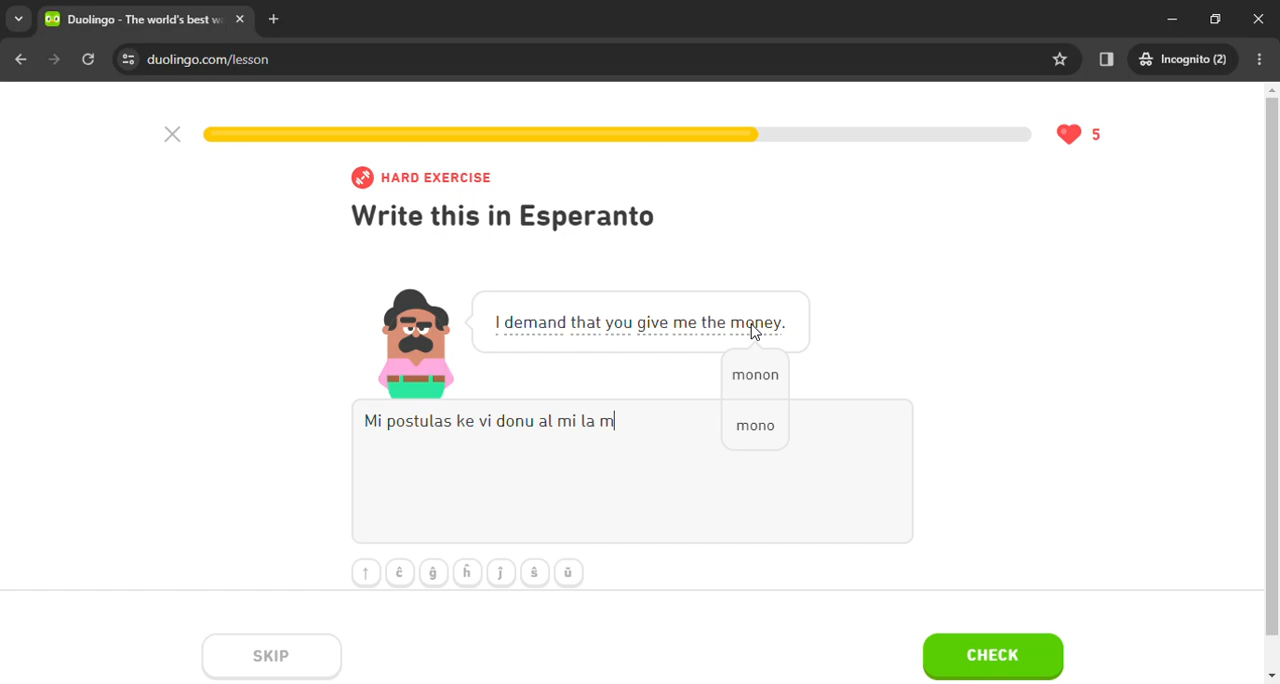 Duolingo - The world's best w
duolingo.com/lesson
Incognito (2)
5
HARD EXERCISE
Write this in Esperanto
I demand that you give me the money.
monon
mono
Mi postulas ke vi donu al mi la m
↑ ĉ ĝ ĥ ĵ ŝ ŭ
SKIP
CHECK